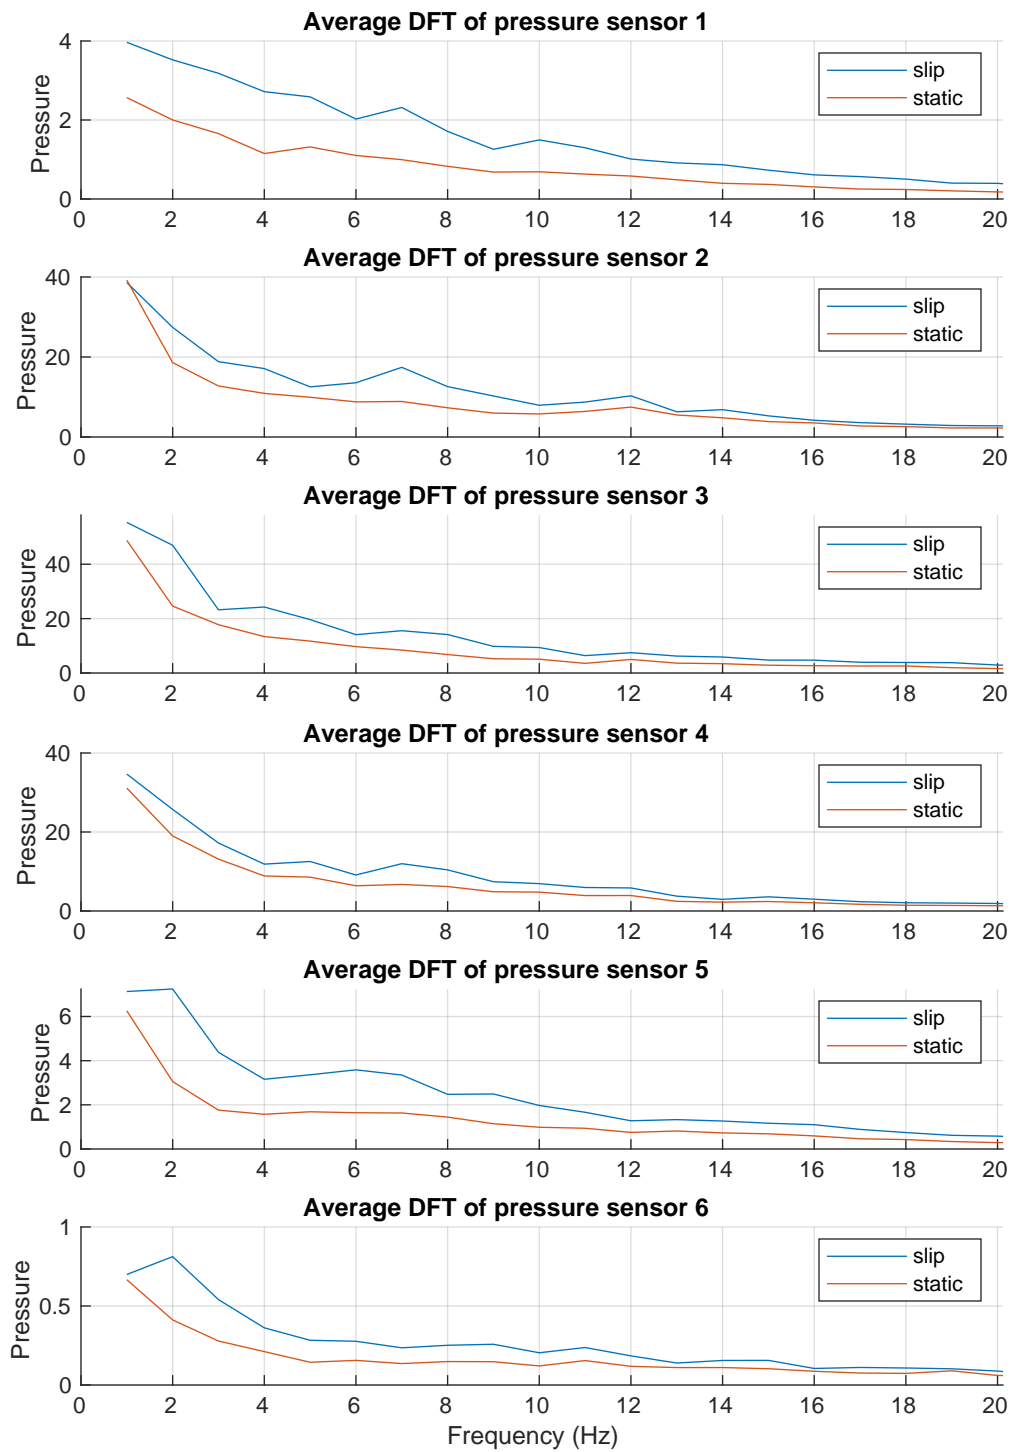 Average DFT of pressure sensor 1
4
slip
static
2
Pressure
0
0 2 4 6 8 10 12 14 16 18 20
Average DFT of pressure sensor 2
40
slip
static
20
Pressure
0
0 2 4 6 8 10 12 14 16 18 20
Average DFT of pressure sensor 3
slip
static
40
20
Pressure
0
0 2 4 6 8 10 12 14 16 18 20
Average DFT of pressure sensor 4
40
slip
static
20
Pressure
0
0 2 4 6 8 10 12 14 16 18 20
Average DFT of pressure sensor 5
6
slip
static
4
2
Pressure
0
0 2 4 6 8 10 12 14 16 18 20
Average DFT of pressure sensor 6
1
slip
static
0.5
Pressure
0
0 2 4 6 8 10 12 14 16 18 20
Frequency (Hz)